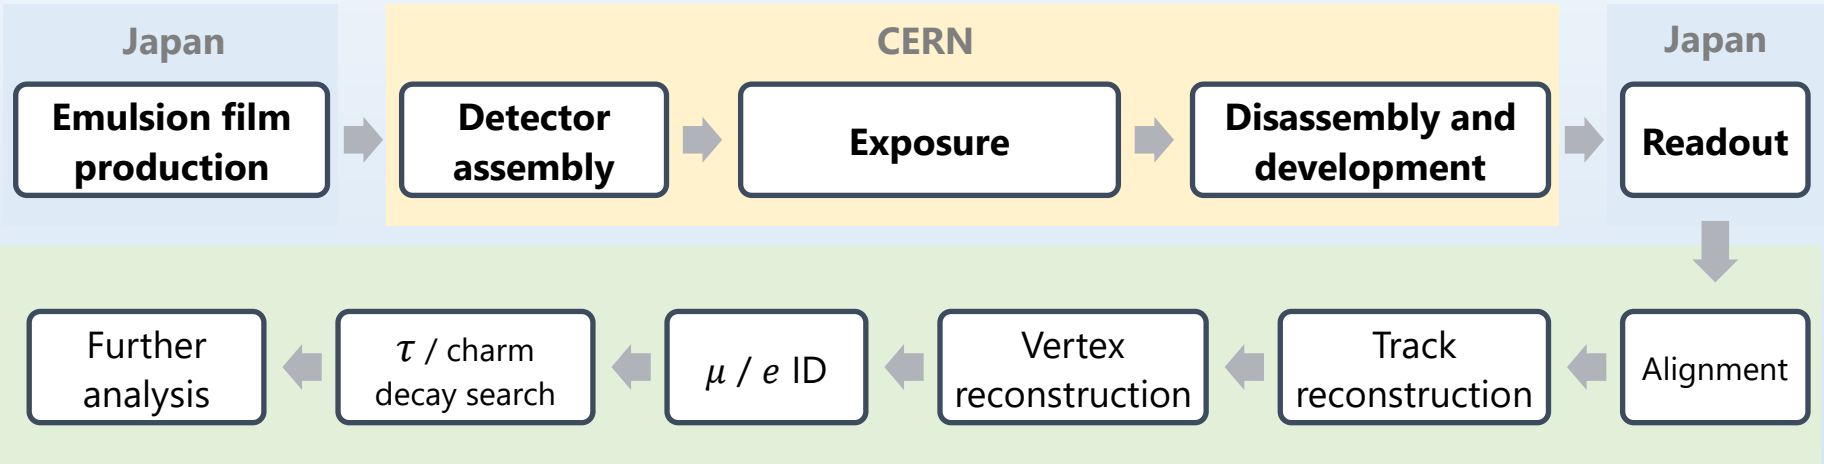 Japan
CERN
Japan
Emulsion film
production
Detector
assembly
Exposure
Disassembly and
development
Readout
Further
analysis
τ / charm
decay search
μ / e ID
Vertex
reconstruction
Track
reconstruction
Alignment